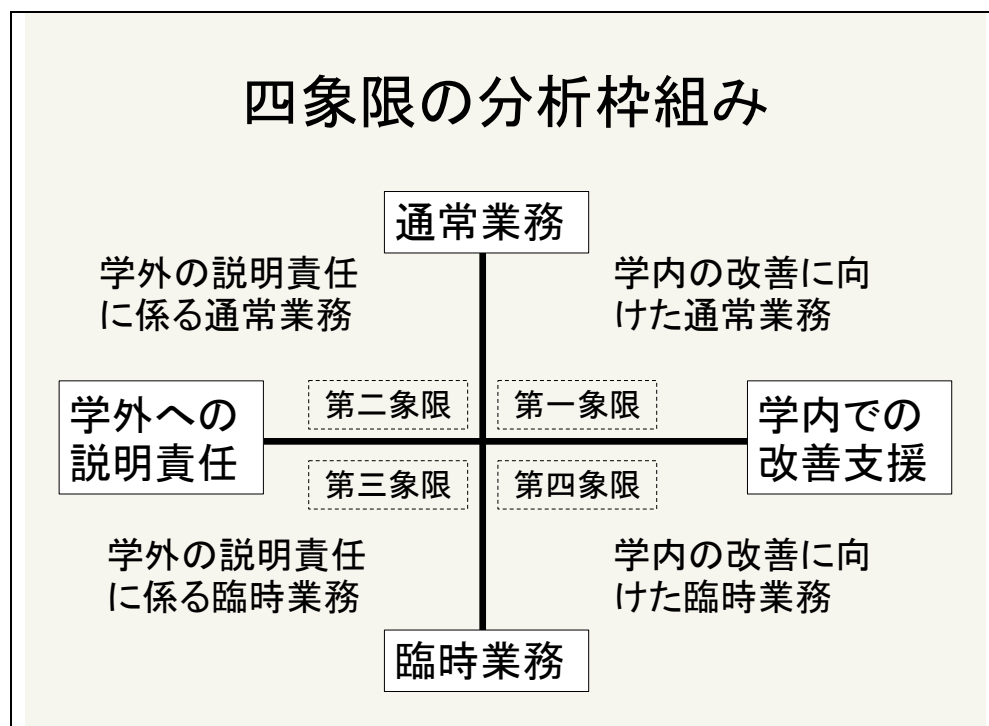 四象限の分析枠組み
通常業務
学外の説明責任
に係る通常業務
学内の改善に向
けた通常業務
第二象限
第一象限
学外への
説明責任
学内での
改善支援
第三象限
第四象限
学外の説明責任
に係る臨時業務
学内の改善に向
けた臨時業務
臨時業務